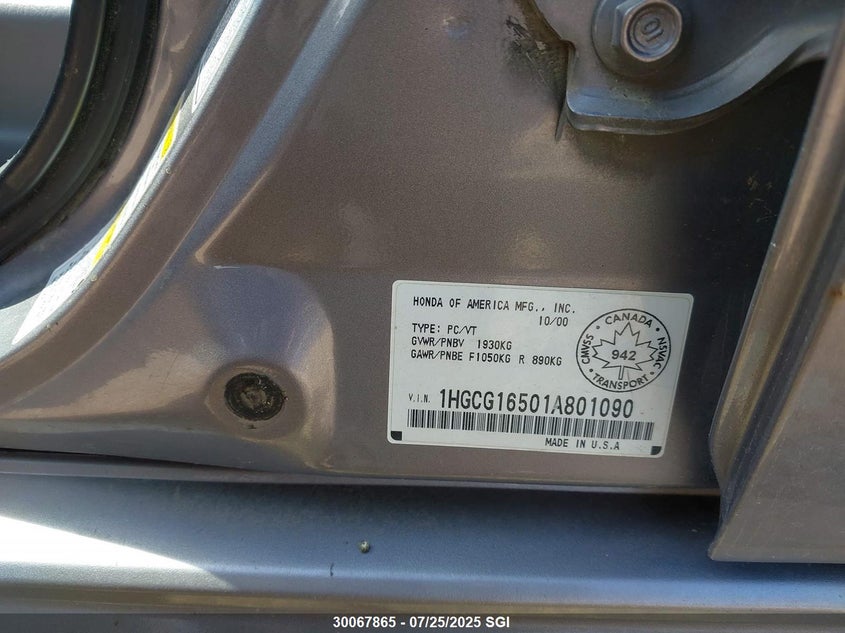 10
HONDA OF AMERICA MFG., INC.
10/00
TYPE: PC/VT
GVWR/PNBV 1930KG
GAWR/PNBE F1050KG R 890KG
CANADA
CMVSS 942 NSVAC
TRANSPORT
V.I.N. 1HGCG16501A801090
MADE IN U.S.A
30067865 - 07/25/2025 SGI